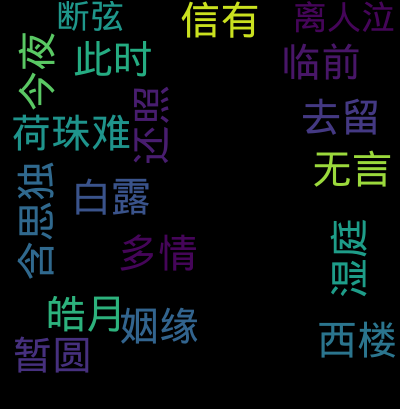 断弦
信有
离人泣
今夜
此时
临前
还照
去留
荷珠难
无言
含思独
白露
湿庭
多情
皓月
姻缘
西楼
暂圆